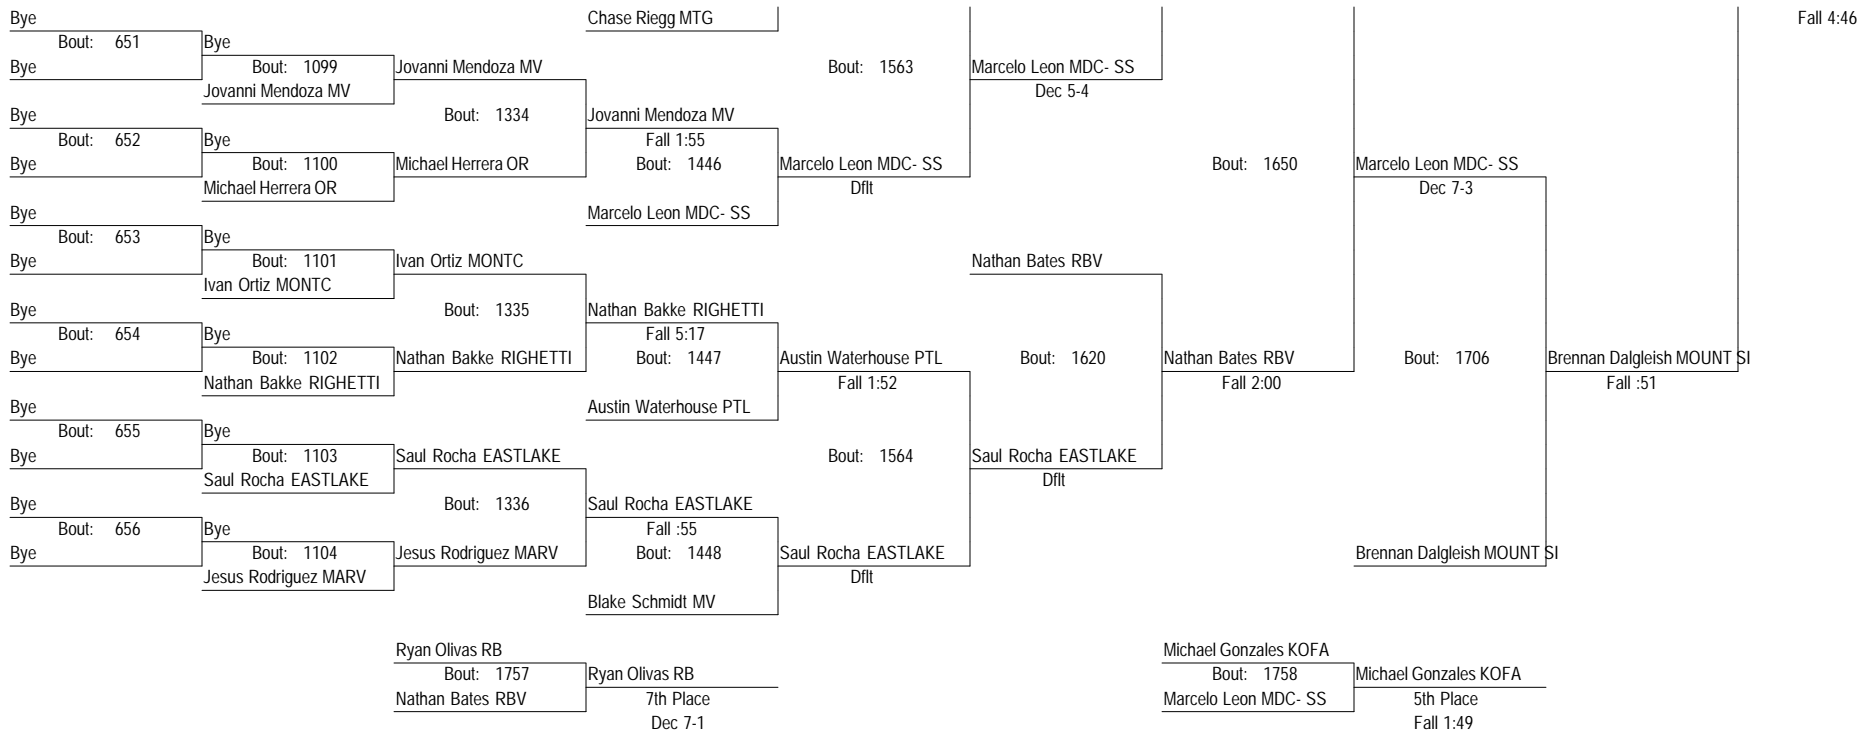 Bye
Chase Riegg MTG
Fall 4:46
Bout: 651
Bye
Bye
Bout: 1099
Jovanni Mendoza MV
Bout: 1563
Marcelo Leon MDC- SS
Jovanni Mendoza MV
Dec 5-4
Bye
Bout: 1334
Jovanni Mendoza MV
Bout: 652
Bye
Fall 1:55
Bye
Bout: 1100
Michael Herrera OR
Bout: 1446
Marcelo Leon MDC- SS
Bout: 1650
Marcelo Leon MDC- SS
Michael Herrera OR
Dflt
Dec 7-3
Bye
Marcelo Leon MDC- SS
Bout: 653
Bye
Bye
Bout: 1101
Ivan Ortiz MONTC
Nathan Bates RBV
Ivan Ortiz MONTC
Bye
Bout: 1335
Nathan Bakke RIGHETTI
Bout: 654
Bye
Fall 5:17
Bye
Bout: 1102
Nathan Bakke RIGHETTI
Bout: 1447
Austin Waterhouse PTL
Bout: 1620
Nathan Bates RBV
Bout: 1706
Brennan Dalgleish MOUNT SI
Nathan Bakke RIGHETTI
Fall 1:52
Fall 2:00
Fall :51
Bye
Austin Waterhouse PTL
Bout: 655
Bye
Bye
Bout: 1103
Saul Rocha EASTLAKE
Bout: 1564
Saul Rocha EASTLAKE
Saul Rocha EASTLAKE
Dflt
Bye
Bout: 1336
Saul Rocha EASTLAKE
Bout: 656
Bye
Fall :55
Bye
Bout: 1104
Jesus Rodriguez MARV
Bout: 1448
Saul Rocha EASTLAKE
Brennan Dalgleish MOUNT SI
Jesus Rodriguez MARV
Dflt
Blake Schmidt MV
Ryan Olivas RB
Michael Gonzales KOFA
Bout: 1757
Ryan Olivas RB
Bout: 1758
Michael Gonzales KOFA
Nathan Bates RBV
7th Place
Marcelo Leon MDC- SS
5th Place
Dec 7-1
Fall 1:49